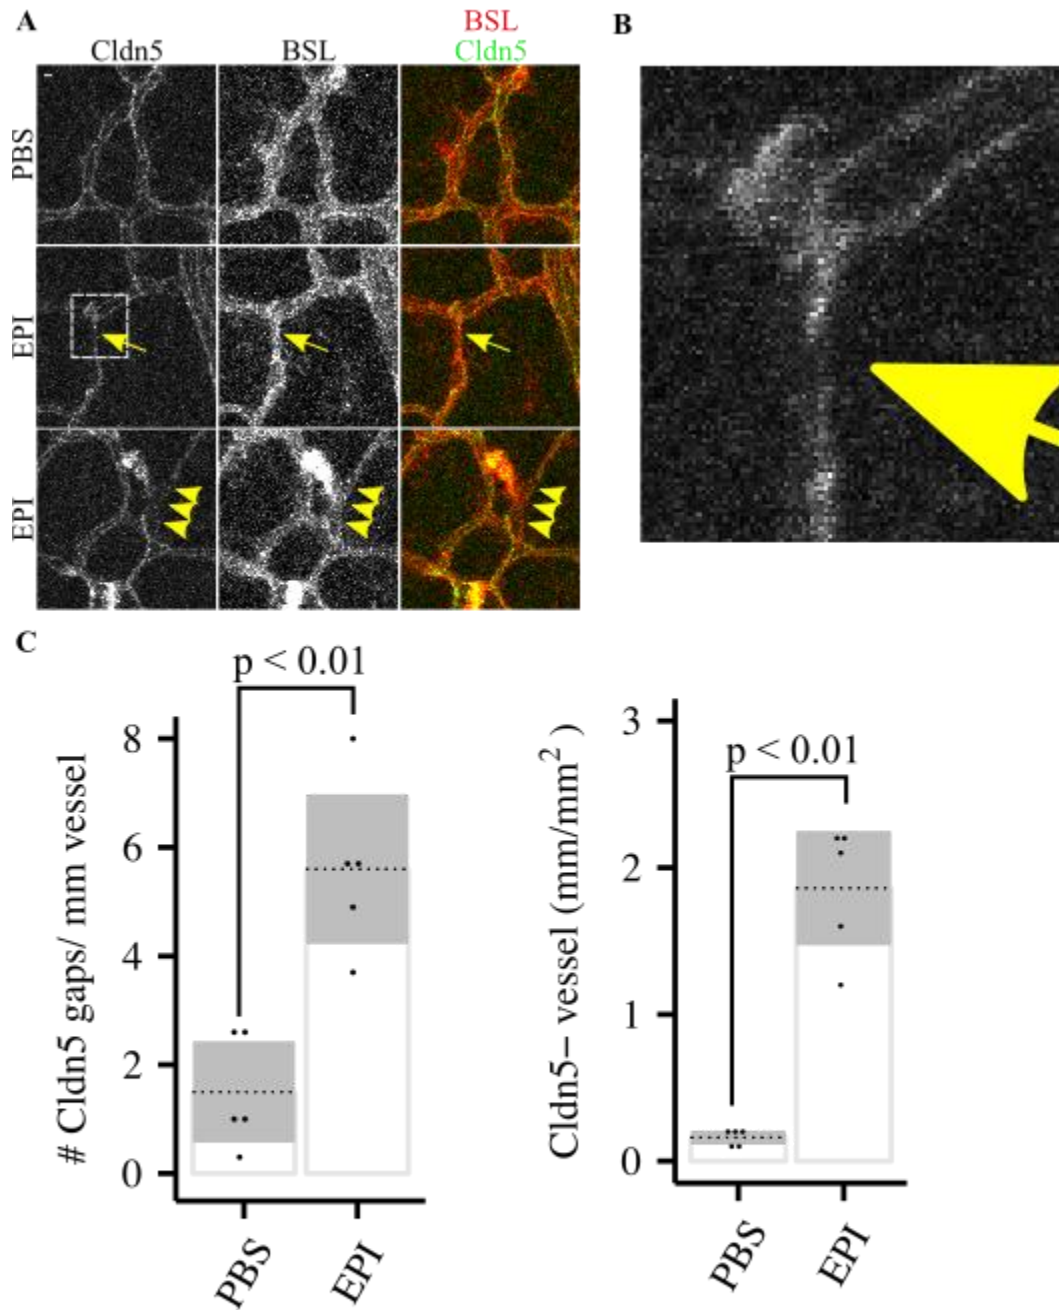 A
B
BSL
Cldn5 BSL Cldn5
PBS
EPI
EPI
C
p < 0.01
8
6
4
2
0
# Cldn5 gaps/ mm vesssel
PBS
EPI
p < 0.01
3
2
1
0
Cldn5− vessel (mm/mm²)
PBS
EPI